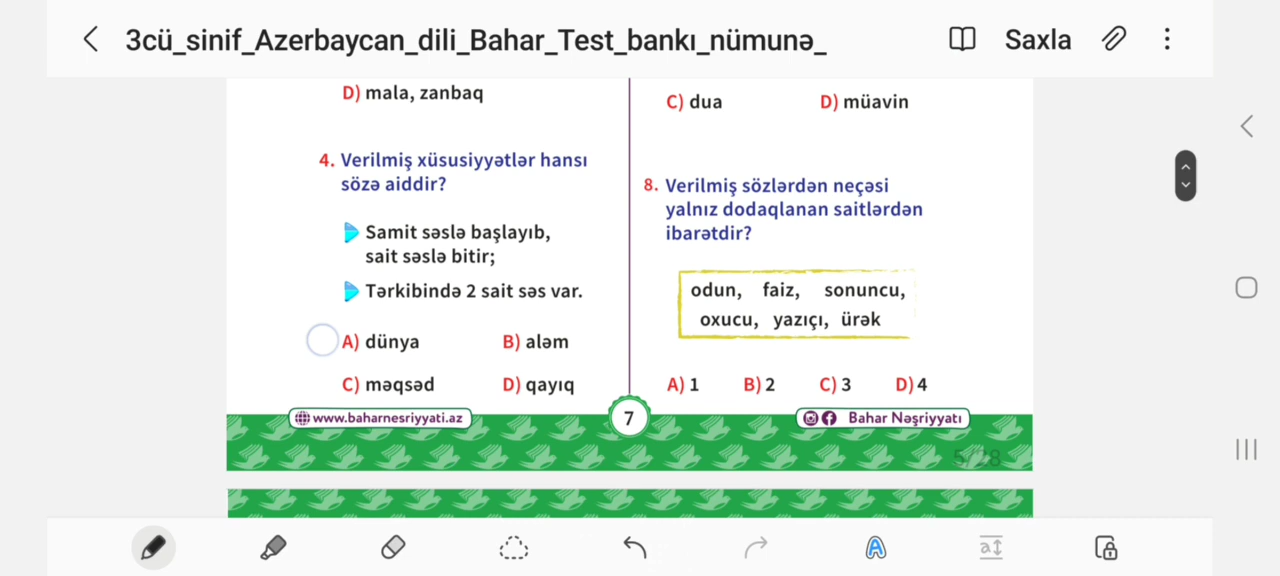 3cü_sinif_Azerbaycan_dili_Bahar_Test_bankı_nümunə_
Saxla
D) mala, zanbaq
4. Verilmiş xüsusiyyətlər hansı
sözə aiddir?
Samit səslə başlayıb,
sait səslə bitir;
Tərkibində 2 sait səs var.
A) dünya B) aləm
C) məqsəd D) qayıq
C) dua D) müavin
8. Verilmiş sözlərdən neçəsi
yalnız dodaqlanan saitlərdən
ibarətdir?
odun, faiz, sonuncu,
oxucu, yazıçı, ürək
A) 1 B) 2 C) 3 D) 4
www.baharnesriyyati.az
7
Bahar Nəşriyyatı
5/28
A
a